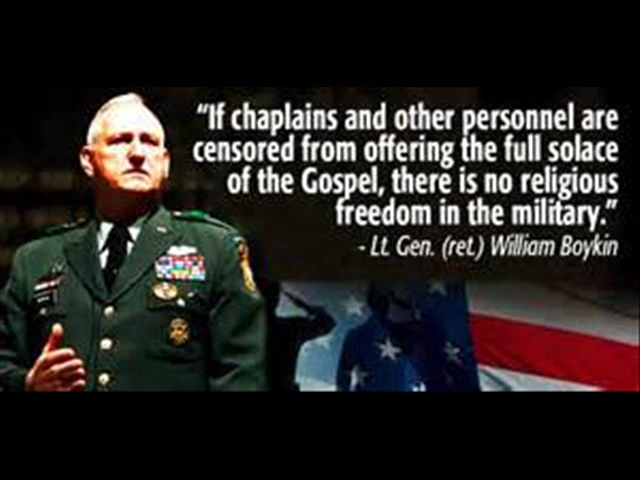 “If chaplains and other personnel are
censored from offering the full solace
of the Gospel, there is no religious
freedom in the military.”
- Lt. Gen. (ret.) William Boykin